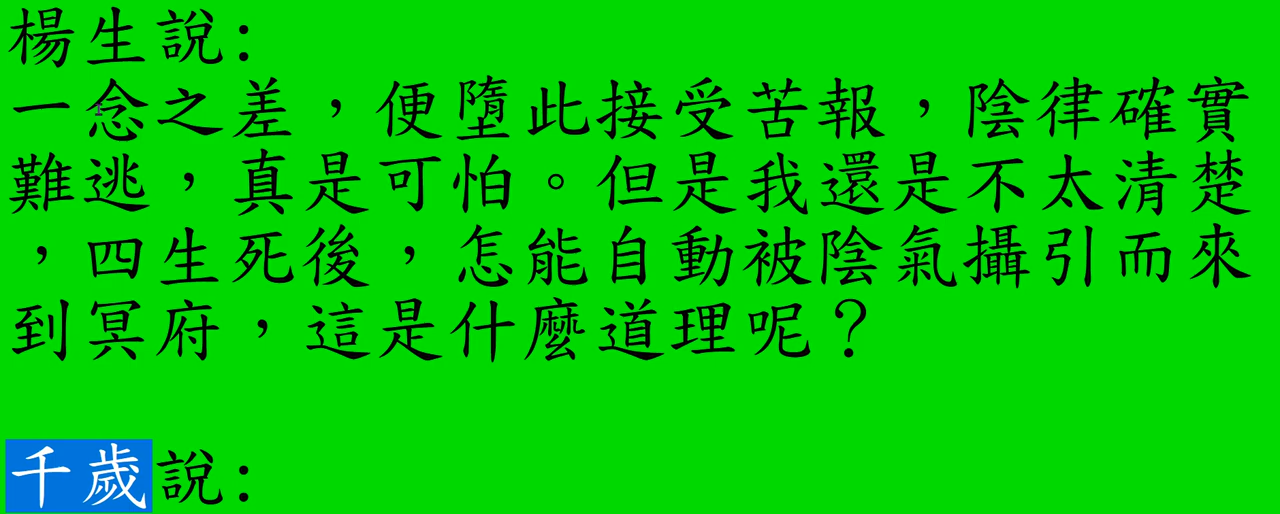 楊生說:
一念之差，便墮此接受苦報，陰律確實
難逃，真是可怕。但是我還是不太清楚
，四生死後，怎能自動被陰氣攝引而來
到冥府，這是什麼道理呢？
千歲說: